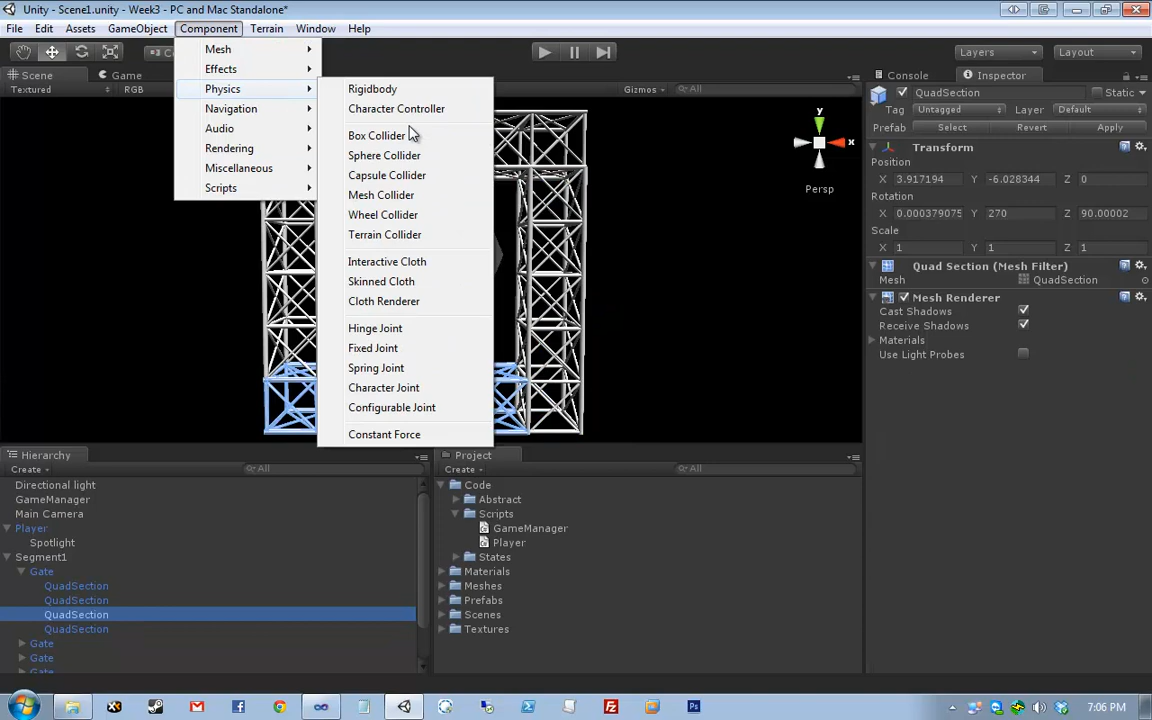 Unity - Scene1.unity - Week3 - PC and Mac Standalone*
File Edit Assets GameObject Component Terrain Window Help
Layers Layout
Scene Game
Textured RGB Gizmos All
Mesh
Effects
Physics
Navigation
Audio
Rendering
Miscellaneous
Scripts
Rigidbody
Character Controller
Box Collider
Sphere Collider
Capsule Collider
Mesh Collider
Wheel Collider
Terrain Collider
Interactive Cloth
Skinned Cloth
Cloth Renderer
Hinge Joint
Fixed Joint
Spring Joint
Character Joint
Configurable Joint
Constant Force
y
x
Persp
Console Inspector
QuadSection Static
Tag Untagged Layer Default
Prefab Select Revert Apply
Transform
Position
X 3.917194 Y -6.028344 Z 0
Rotation
X 0.000379075 Y 270 Z 90.00002
Scale
X 1 Y 1 Z 1
Quad Section (Mesh Filter)
Mesh QuadSection
Mesh Renderer
Cast Shadows
Receive Shadows
Materials
Use Light Probes
Hierarchy
Create All
Directional light
GameManager
Main Camera
Player
Spotlight
Segment1
Gate
QuadSection
QuadSection
QuadSection
QuadSection
Gate
Gate
Project
Create All
Code
Abstract
Scripts
GameManager
Player
States
Materials
Meshes
Prefabs
Scenes
Textures
7:06 PM